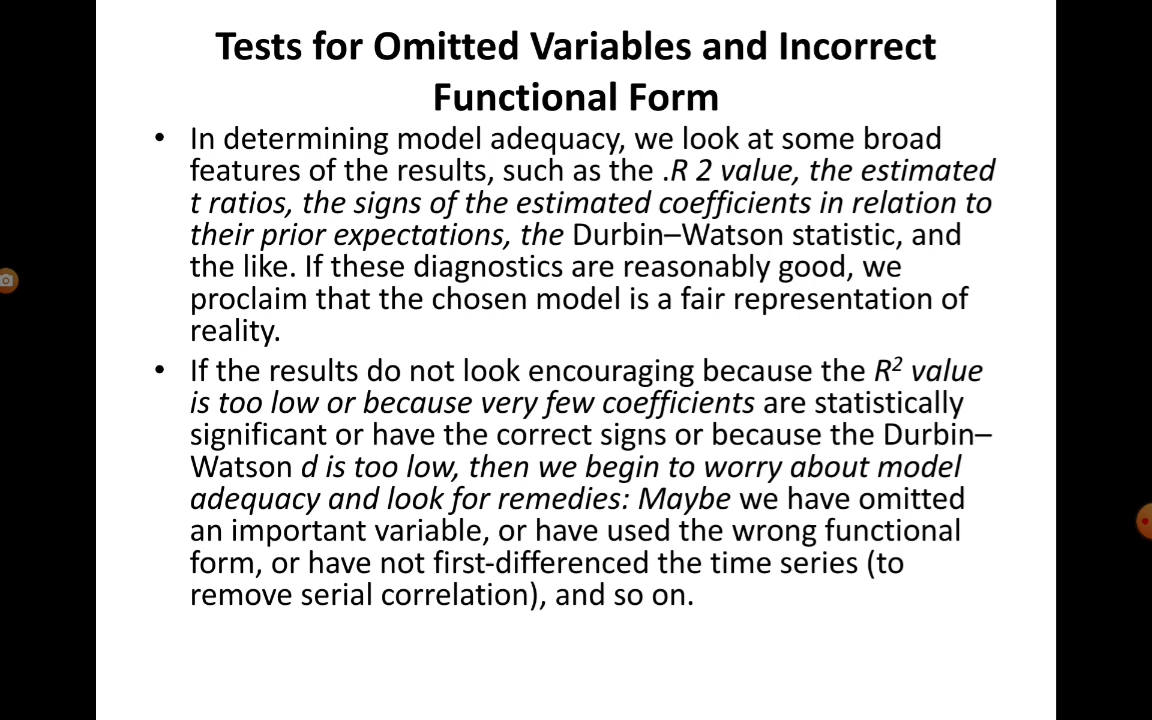 Tests for Omitted Variables and Incorrect
Functional Form
• In determining model adequacy, we look at some broad
features of the results, such as the .R 2 value, the estimated
t ratios, the signs of the estimated coefficients in relation to
their prior expectations, the Durbin–Watson statistic, and
the like. If these diagnostics are reasonably good, we
proclaim that the chosen model is a fair representation of
reality.
• If the results do not look encouraging because the R² value
is too low or because very few coefficients are statistically
significant or have the correct signs or because the Durbin–
Watson d is too low, then we begin to worry about model
adequacy and look for remedies: Maybe we have omitted
an important variable, or have used the wrong functional
form, or have not first-differenced the time series (to
remove serial correlation), and so on.